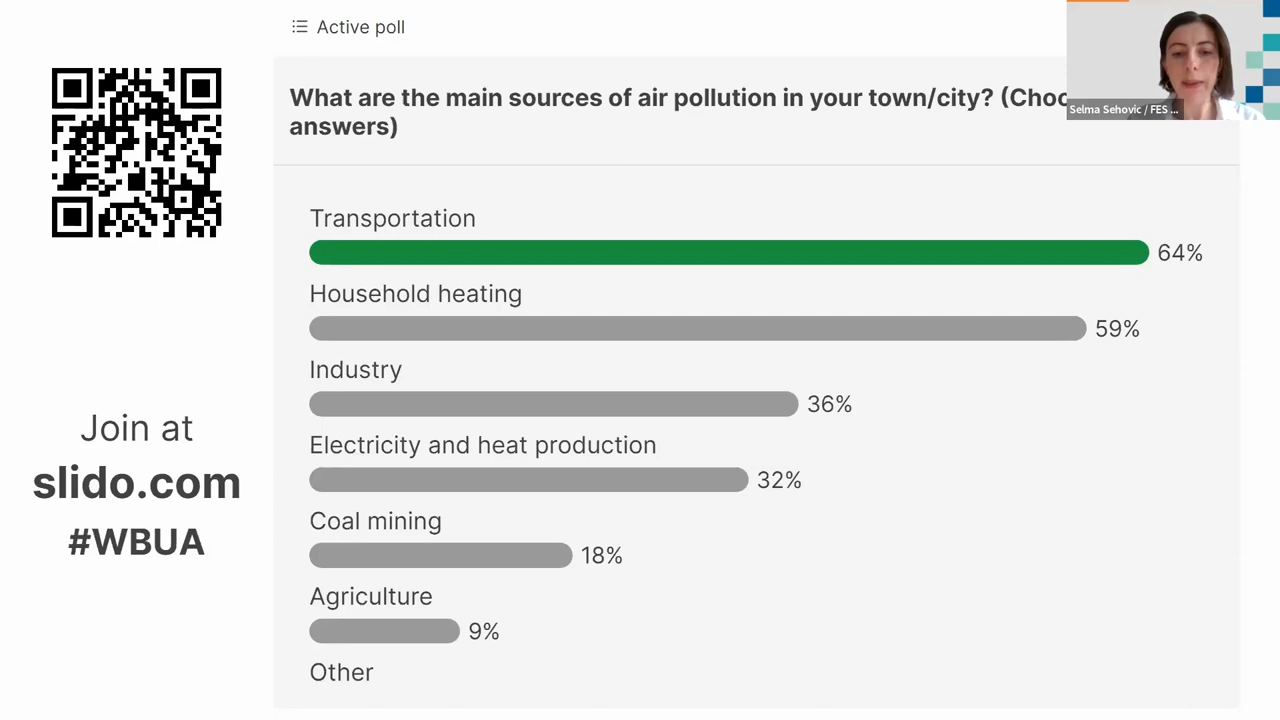 Active poll
What are the main sources of air pollution in your town/city? (Choo
answers)
Selma Sehovic / FES ...
Transportation
64%
Household heating
59%
Industry
36%
Electricity and heat production
32%
Coal mining
18%
Agriculture
9%
Other
Join at
slido.com
#WBUA